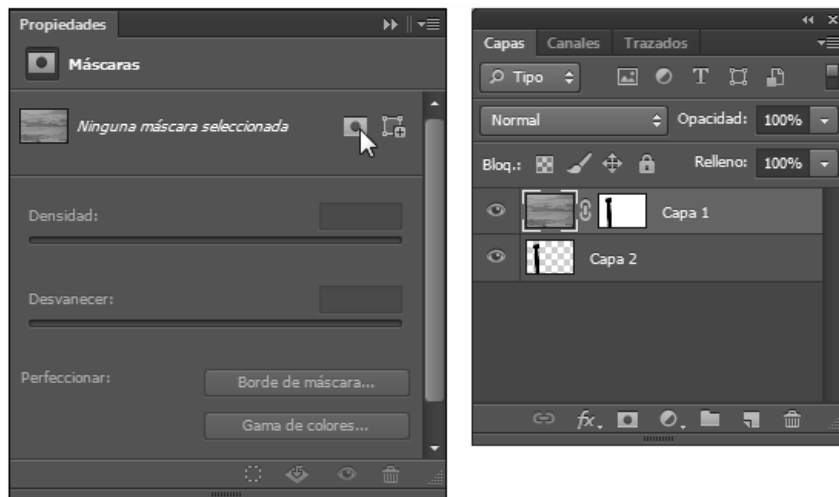 Propiedades
Máscaras
Ninguna máscara seleccionada
Densidad:
Desvanecer:
Perfeccionar:
Borde de máscara...
Gama de colores...
Capas Canales Trazados
Tipo
Normal Opacidad: 100%
Bloq.: Relleno: 100%
Capa 1
Capa 2
fx